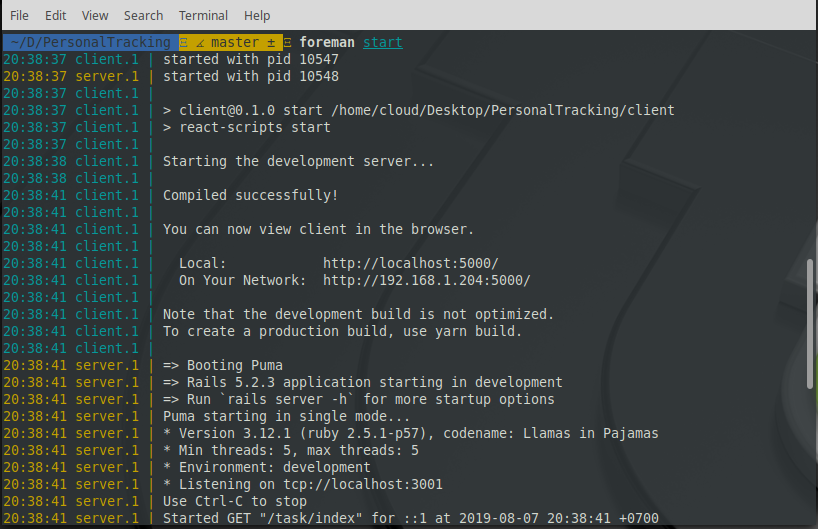 File Edit View Search Terminal Help
~/D/PersonalTracking master ± foreman start
20:38:37 client.1 | started with pid 10547
20:38:37 server.1 | started with pid 10548
20:38:37 client.1 |
20:38:37 client.1 | > client@0.1.0 start /home/cloud/Desktop/PersonalTracking/client
20:38:37 client.1 | > react-scripts start
20:38:37 client.1 |
20:38:38 client.1 | Starting the development server...
20:38:38 client.1 |
20:38:41 client.1 | Compiled successfully!
20:38:41 client.1 |
20:38:41 client.1 | You can now view client in the browser.
20:38:41 client.1 |
20:38:41 client.1 | Local: http://localhost:5000/
20:38:41 client.1 | On Your Network: http://192.168.1.204:5000/
20:38:41 client.1 |
20:38:41 client.1 | Note that the development build is not optimized.
20:38:41 client.1 | To create a production build, use yarn build.
20:38:41 client.1 |
20:38:41 server.1 | => Booting Puma
20:38:41 server.1 | => Rails 5.2.3 application starting in development
20:38:41 server.1 | => Run `rails server -h` for more startup options
20:38:41 server.1 | Puma starting in single mode...
20:38:41 server.1 | * Version 3.12.1 (ruby 2.5.1-p57), codename: Llamas in Pajamas
20:38:41 server.1 | * Min threads: 5, max threads: 5
20:38:41 server.1 | * Environment: development
20:38:41 server.1 | * Listening on tcp://localhost:3001
20:38:41 server.1 | Use Ctrl-C to stop
20:38:41 server.1 | Started GET "/task/index" for ::1 at 2019-08-07 20:38:41 +0700